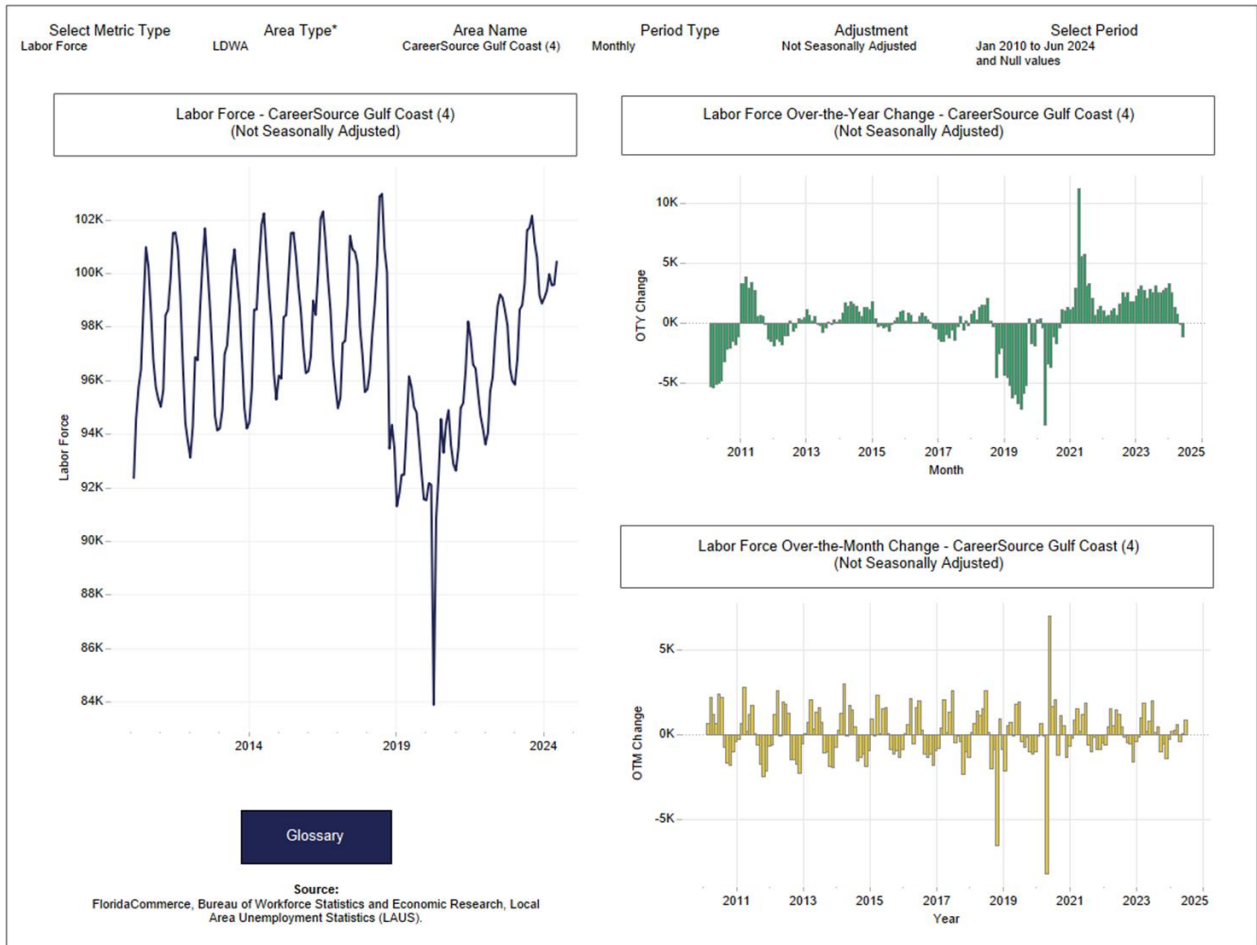 Select Metric Type
Labor Force
Area Type*
LDWA
Area Name
CareerSource Gulf Coast (4)
Period Type
Monthly
Adjustment
Not Seasonally Adjusted
Select Period
Jan 2010 to Jun 2024
and Null values
Labor Force - CareerSource Gulf Coast (4)
(Not Seasonally Adjusted)
102K
100K
98K
96K
94K
92K
90K
88K
86K
84K
Labor Force
2014 2019 2024
Labor Force Over-the-Year Change - CareerSource Gulf Coast (4)
(Not Seasonally Adjusted)
10K
5K
0K
-5K
OTY Change
2011 2013 2015 2017 2019 2021 2023 2025
Month
Labor Force Over-the-Month Change - CareerSource Gulf Coast (4)
(Not Seasonally Adjusted)
5K
0K
-5K
OTM Change
2011 2013 2015 2017 2019 2021 2023 2025
Year
Glossary
Source:
FloridaCommerce, Bureau of Workforce Statistics and Economic Research, Local
Area Unemployment Statistics (LAUS).